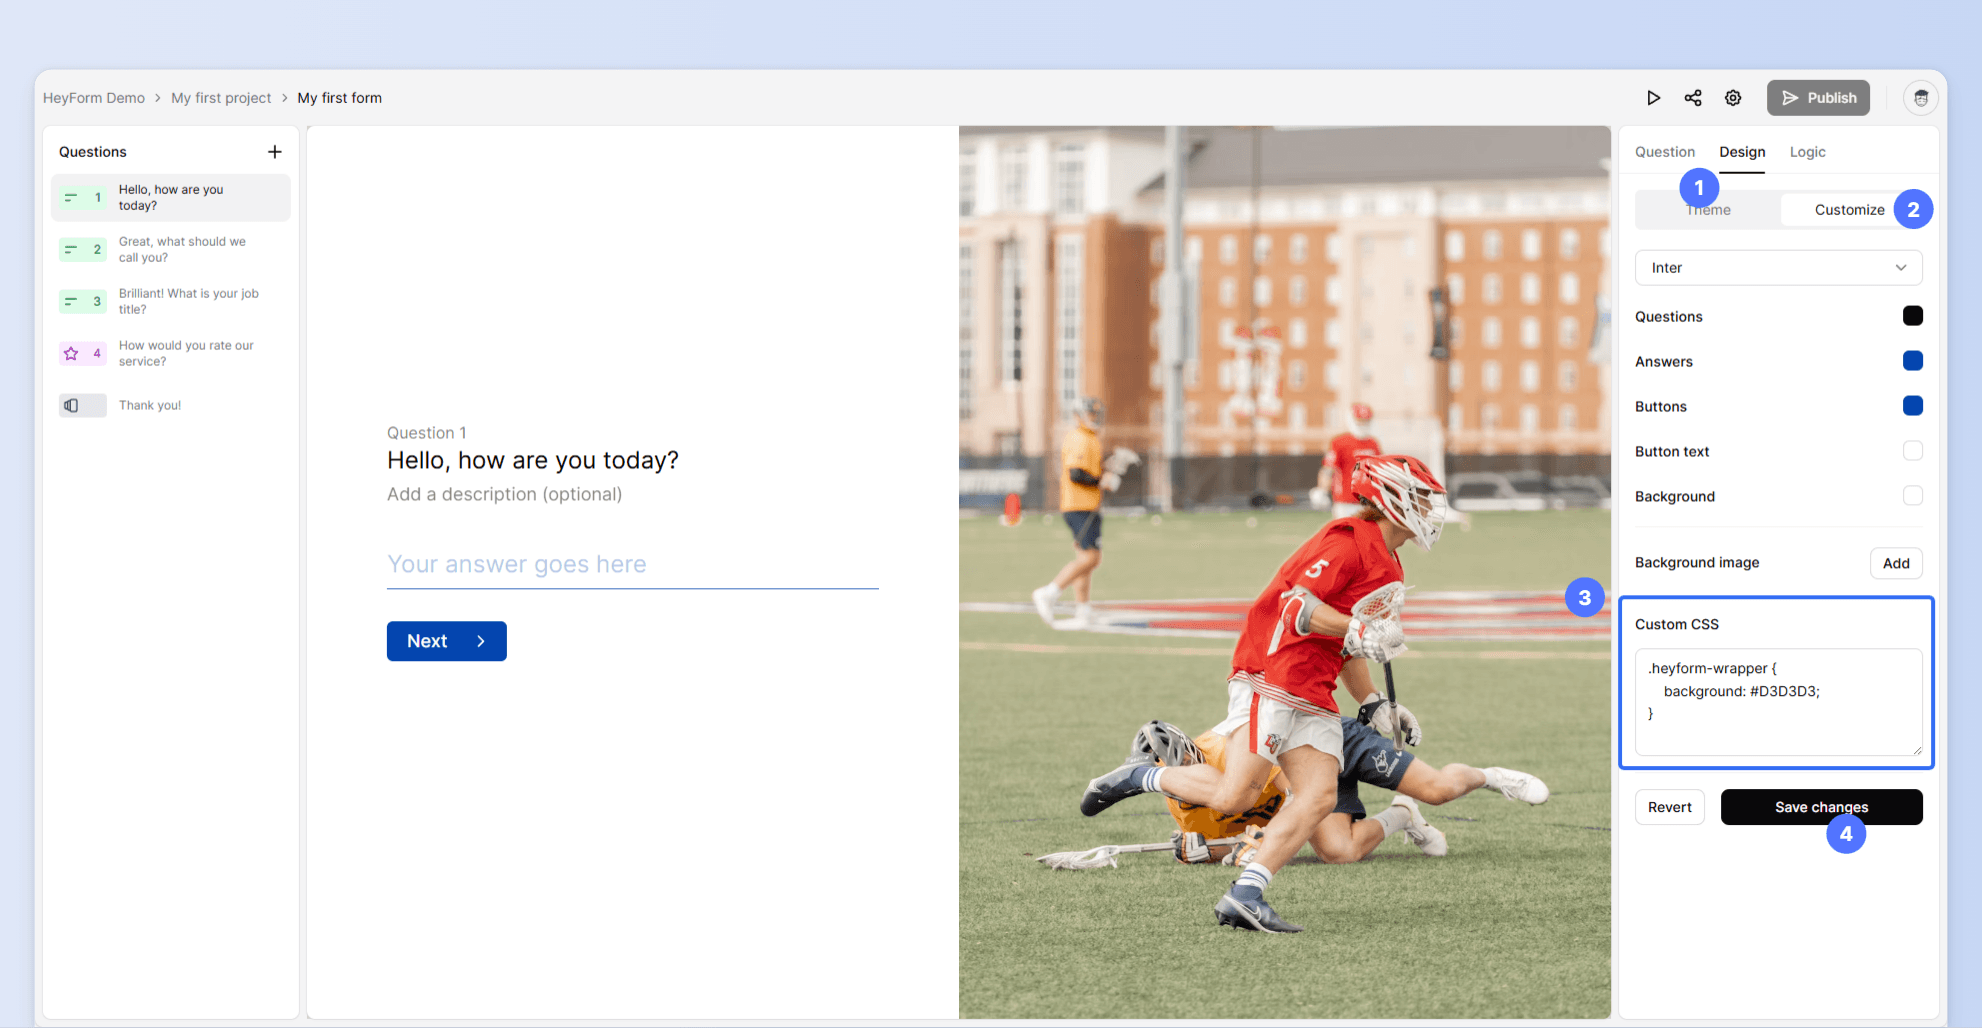 HeyForm Demo > My first project > My first form
Publish
Questions
1 Hello, how are you
today?
2 Great, what should we
call you?
3 Brilliant! What is your job
title?
4 How would you rate our
service?
Thank you!
Question 1
Hello, how are you today?
Add a description (optional)
Your answer goes here
Next
5
Question Design Logic
1
Theme Customize 2
Inter
Questions
Answers
Buttons
Button text
Background
Background image Add
3
Custom CSS
.heyform-wrapper {
background: #D3D3D3;
}
Revert Save changes
4